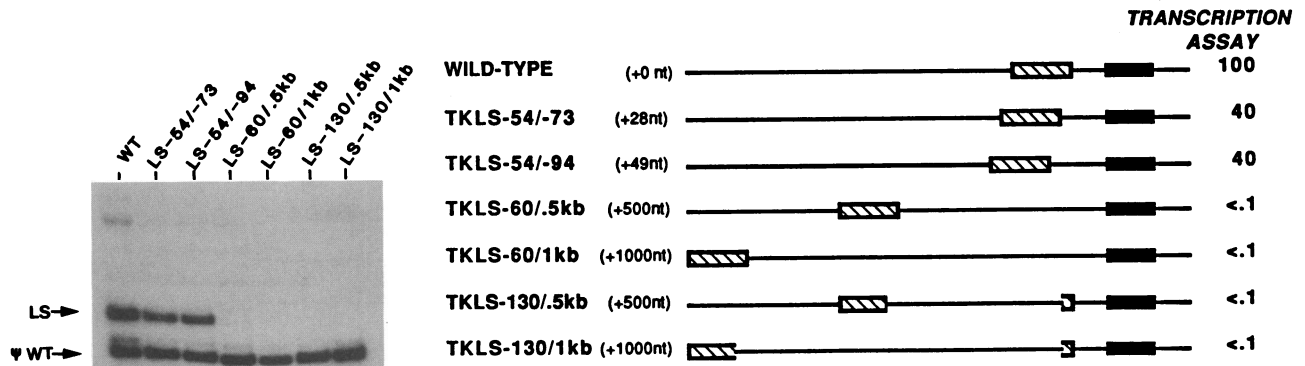 – WT
– LS–54/–73
– LS–54/–94
– LS–60/.5kb
– LS–60/1kb
– LS–130/.5kb
– LS–130/1kb
LS
Ψ WT
TRANSCRIPTION
ASSAY
WILD-TYPE (+0 nt) 100
TKLS-54/-73 (+28nt) 40
TKLS-54/-94 (+49nt) 40
TKLS-60/.5kb (+500nt) <.1
TKLS-60/1kb (+1000nt) <.1
TKLS-130/.5kb (+500nt) <.1
TKLS-130/1kb (+1000nt) <.1